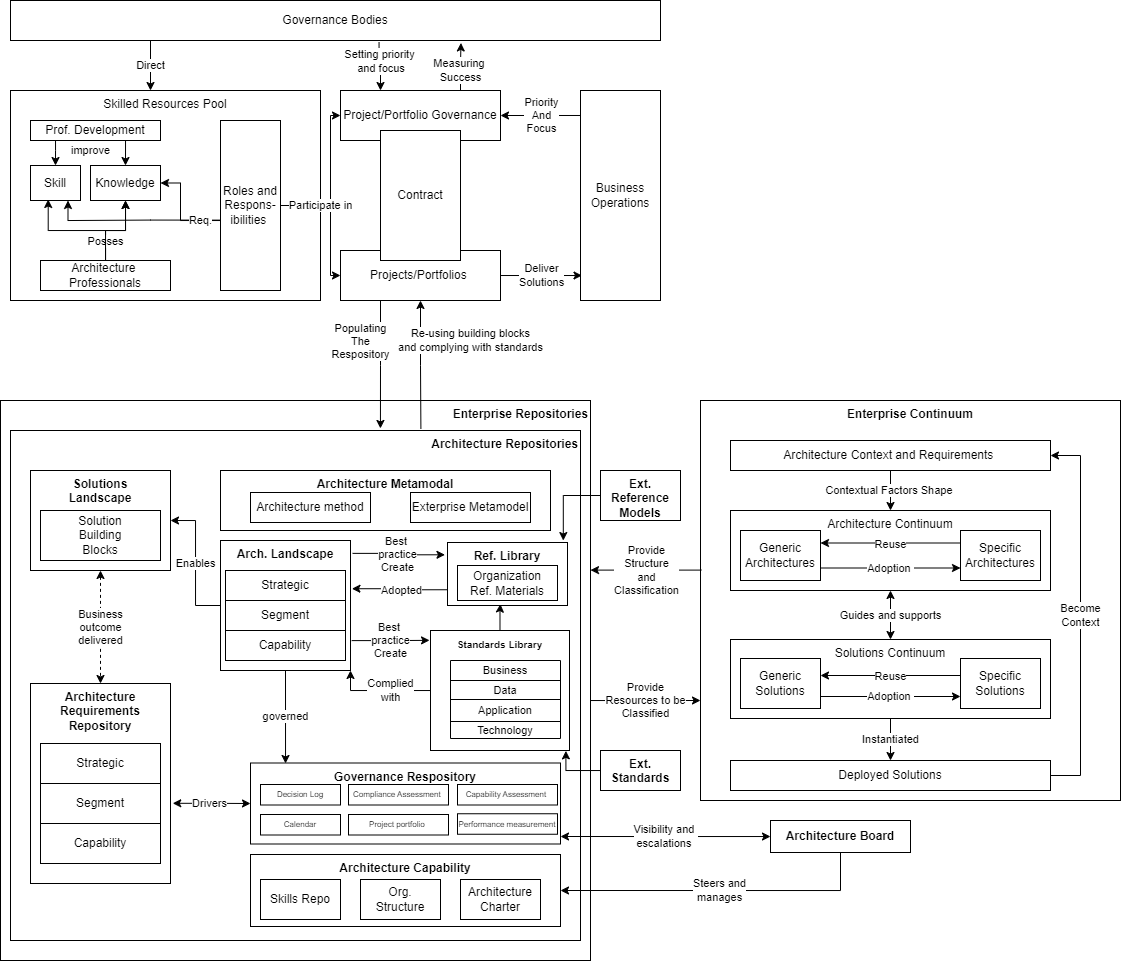 Governance Bodies
Direct
Setting priority
and focus
Measuring
Success
Skilled Resources Pool
Prof. Development
improve
Skill
Knowledge
Roles and
Respons-
ibilities
Req.
Posses
Architecture
Professionals
Participate in
Project/Portfolio Governance
Contract
Projects/Portfolios
Priority
And
Focus
Business
Operations
Deliver
Solutions
Populating
The
Respository
Re-using building blocks
and complying with standards
Enterprise Repositories
Architecture Repositories
Solutions
Landscape
Solution
Building
Blocks
Enables
Business
outcome
delivered
Architecture
Requirements
Repository
Strategic
Segment
Capability
Architecture Metamodal
Architecture method
Exterprise Metamodel
Arch. Landscape
Strategic
Segment
Capability
Best
practice
Create
Adopted
Ref. Library
Organization
Ref. Materials
Best
practice
Create
Complied
with
Standards Library
Business
Data
Application
Technology
governed
Governance Respository
Decision Log
Compliance Assessment
Capability Assessment
Calendar
Project portfolio
Performance measurement
Drivers
Architecture Capability
Skills Repo
Org.
Structure
Architecture
Charter
Ext.
Reference
Models
Provide
Structure
and
Classification
Provide
Resources to be
Classified
Ext.
Standards
Visibility and
escalations
Architecture Board
Steers and
manages
Enterprise Continuum
Architecture Context and Requirements
Contextual Factors Shape
Architecture Continuum
Generic
Architectures
Reuse
Adoption
Specific
Architectures
Guides and supports
Become
Context
Solutions Continuum
Generic
Solutions
Reuse
Adoption
Specific
Solutions
Instantiated
Deployed Solutions